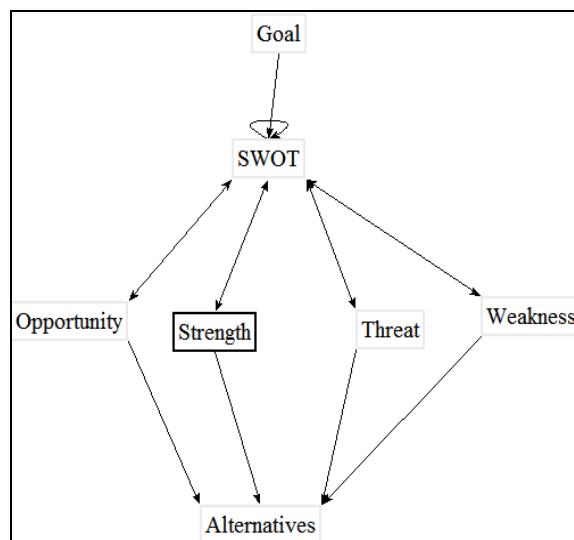 Goal
SWOT
Opportunity
Strength
Threat
Weakness
Alternatives